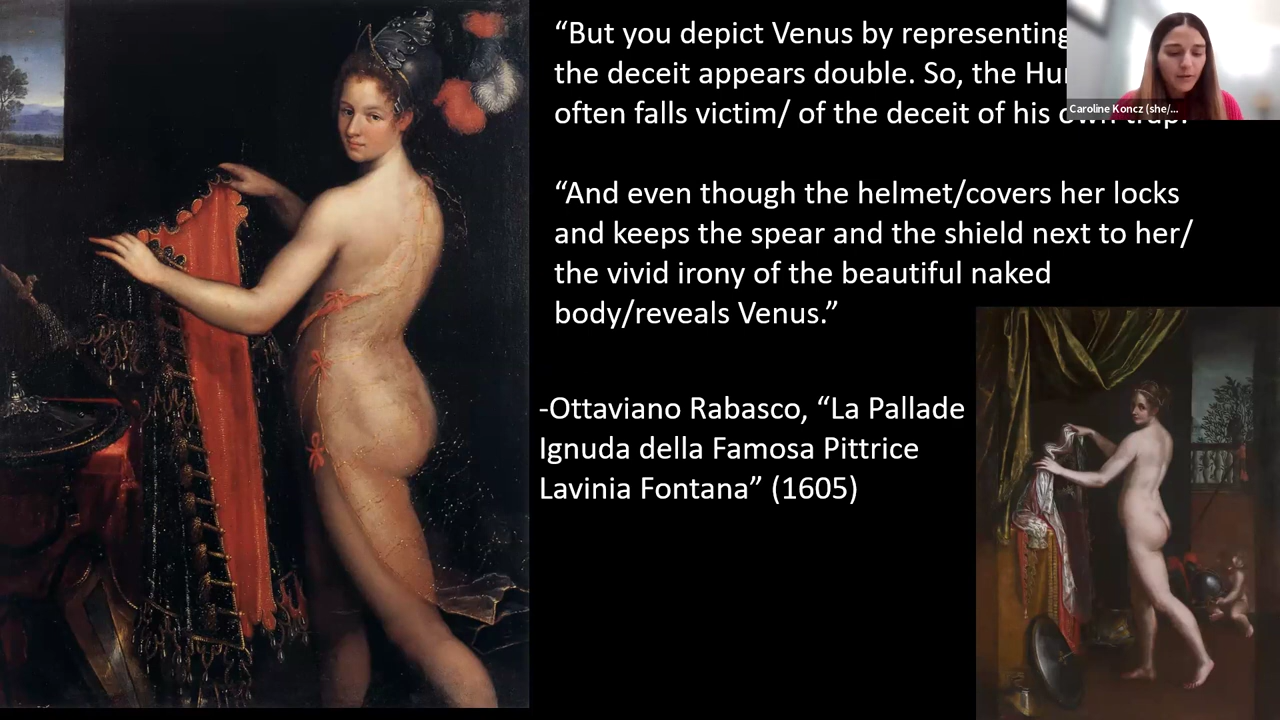 “But you depict Venus by representing
the deceit appears double. So, the Hu
often falls victim/ of the deceit of his own trap.
Caroline Koncz (she/...
“And even though the helmet/covers her locks
and keeps the spear and the shield next to her/
the vivid irony of the beautiful naked
body/reveals Venus.”
-Ottaviano Rabasco, “La Pallade
Ignuda della Famosa Pittrice
Lavinia Fontana” (1605)